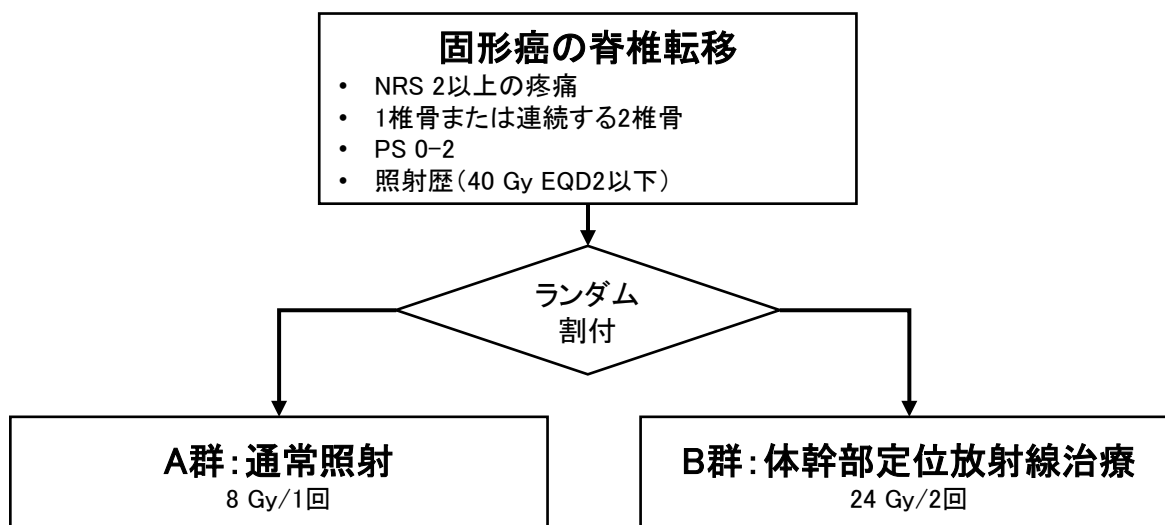 固形癌の脊椎転移
• NRS 2以上の疼痛
• 1椎骨または連続する2椎骨
• PS 0-2
• 照射歴(40 Gy EQD2以下)
ランダム
割付
A群:通常照射
8 Gy/1回
B群:体幹部定位放射線治療
24 Gy/2回